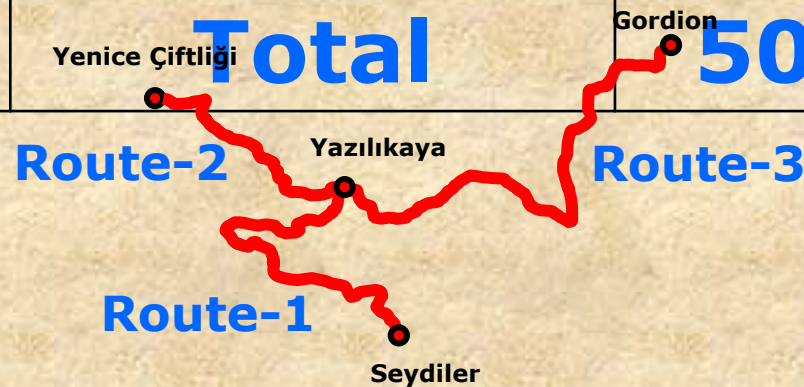 Gordion
Total
50
Yenice Çiftliği
Route-2
Yazılıkaya
Route-3
Route-1
Seydiler